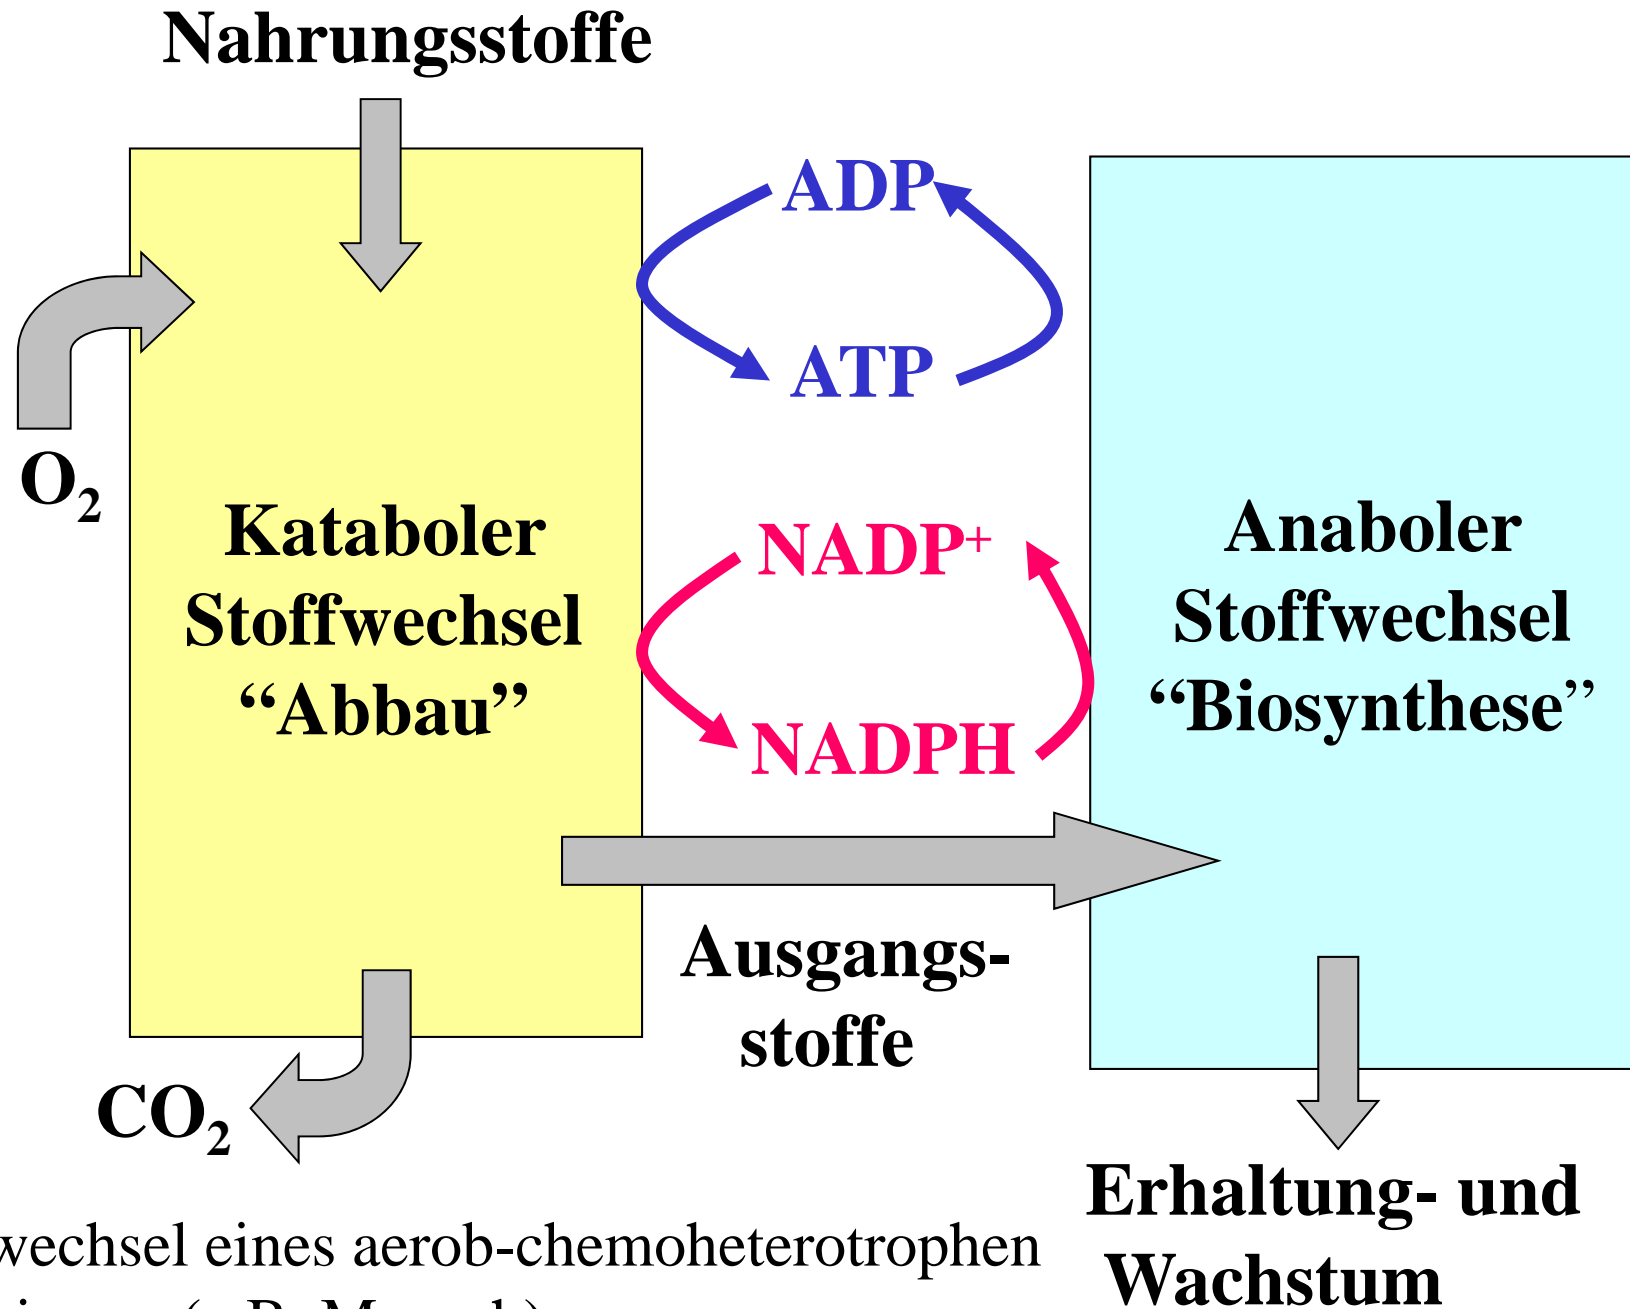 Nahrungsstoffe
ADP
ATP
O₂
Kataboler
Stoffwechsel
“Abbau”
NADP⁺
NADPH
Anaboler
Stoffwechsel
“Biosynthese”
Ausgangs-
stoffe
CO₂
Erhaltung- und
Wachstum
wechsel eines aerob-chemoheterotrophen